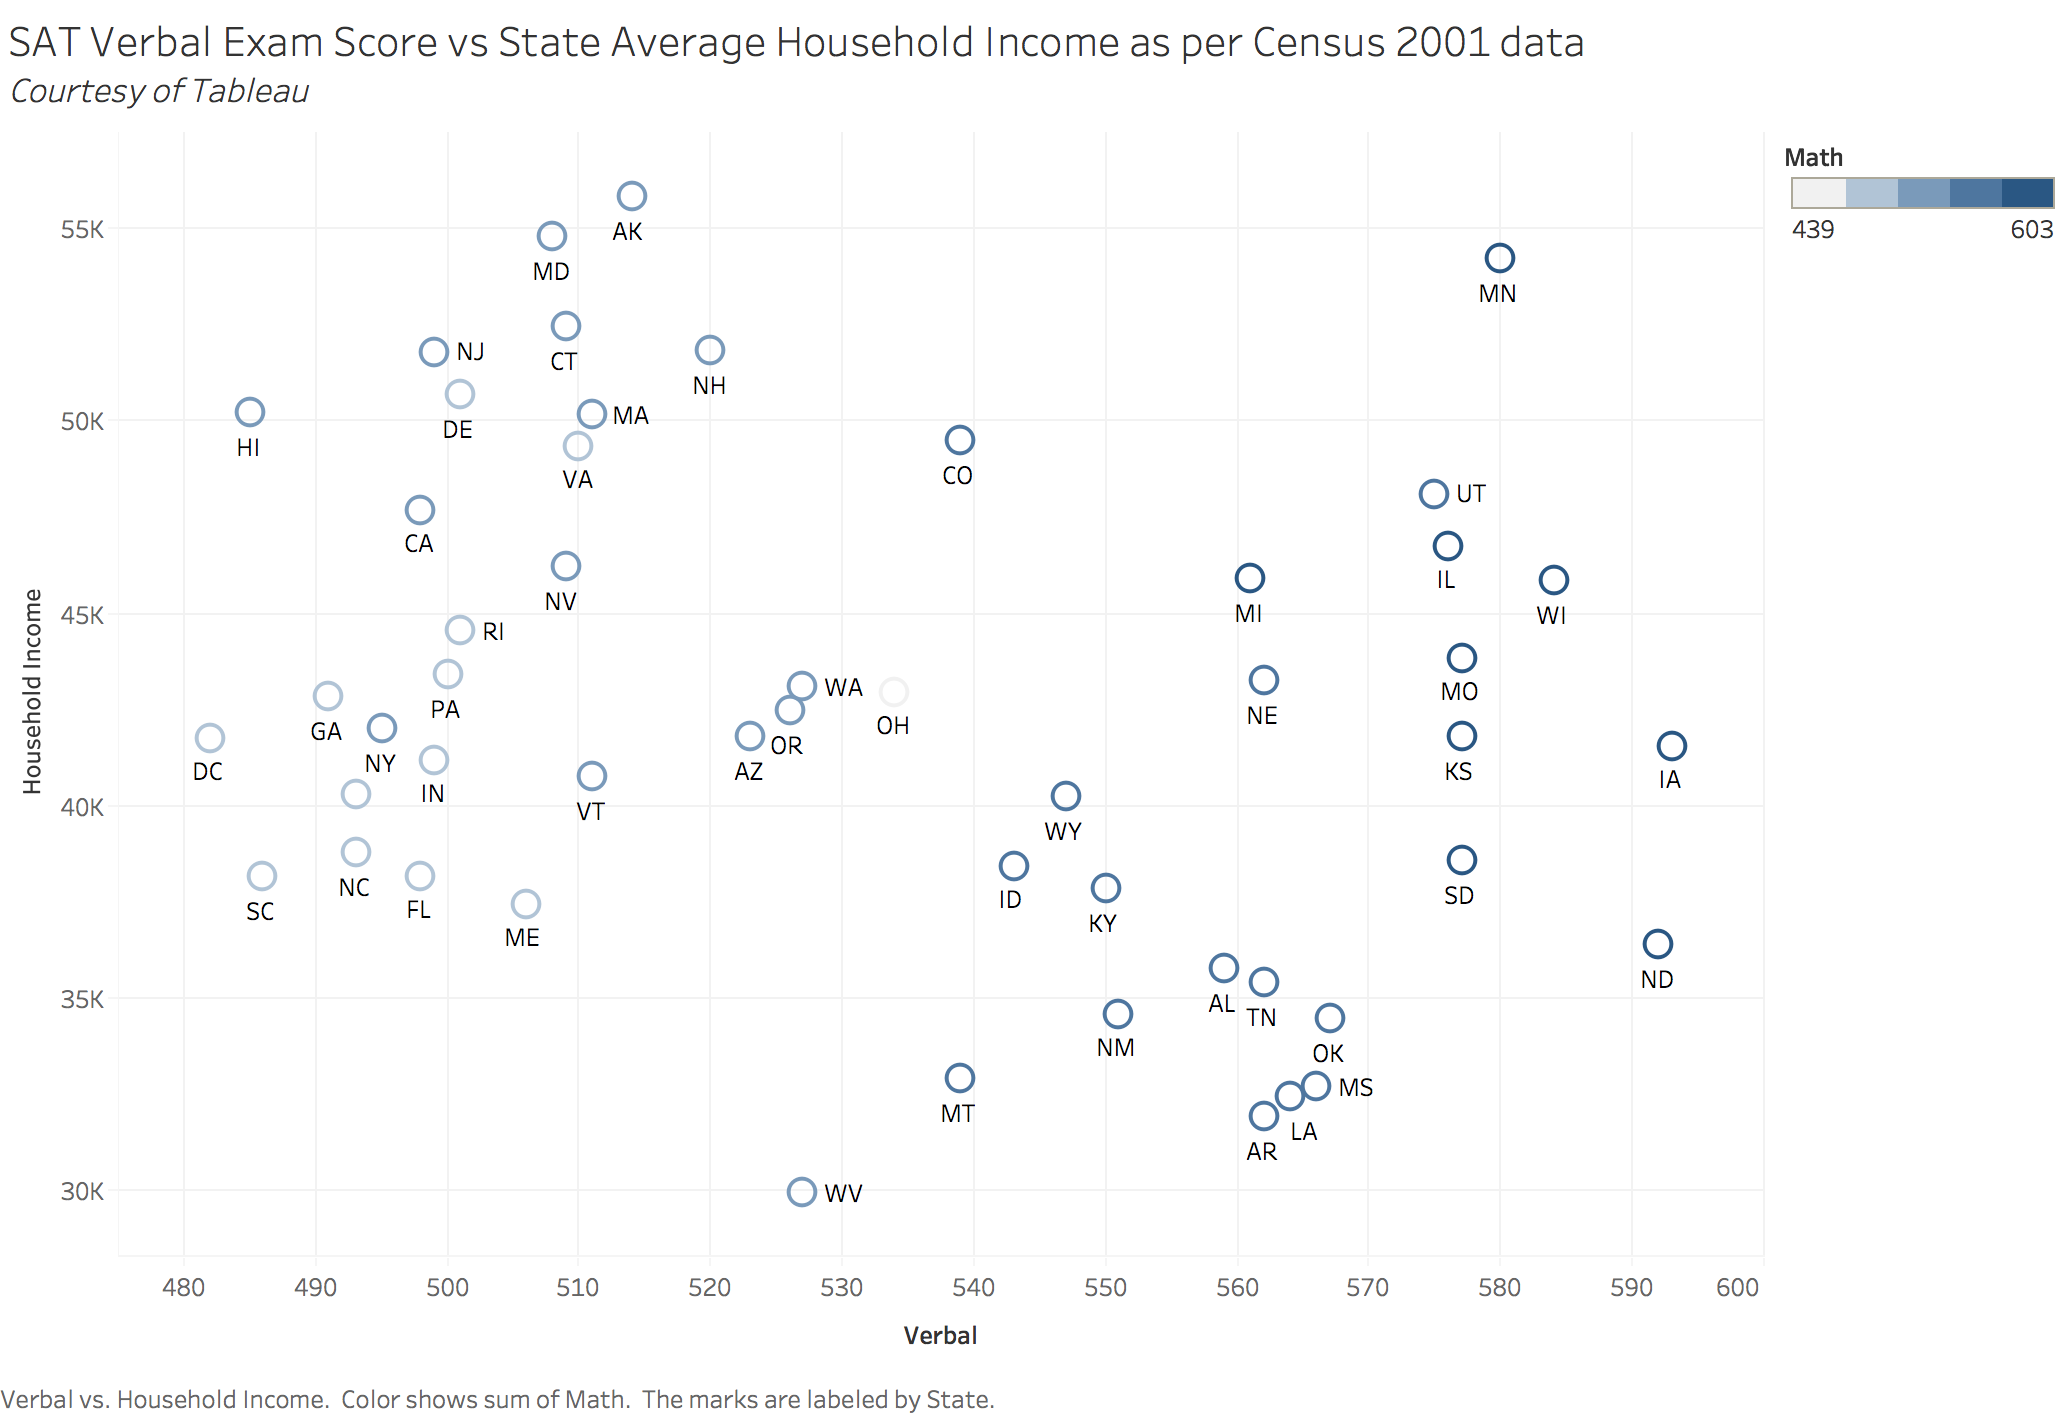 SAT Verbal Exam Score vs State Average Household Income as per Census 2001 data
Courtesy of Tableau
Math
439 603
55K
50K
45K
40K
35K
30K
Household Income
AK
MD
MN
CT
NJ
NH
DE
MA
HI
VA
CO
UT
CA
IL
NV
MI
WI
RI
WA
MO
PA
NE
OH
GA
OR
NY
DC
AZ
KS
IA
IN
VT
WY
NC
ID
SD
FL
SC
KY
ME
ND
AL
TN
NM
OK
MS
MT
LA
AR
WV
480 490 500 510 520 530 540 550 560 570 580 590 600
Verbal
Verbal vs. Household Income. Color shows sum of Math. The marks are labeled by State.